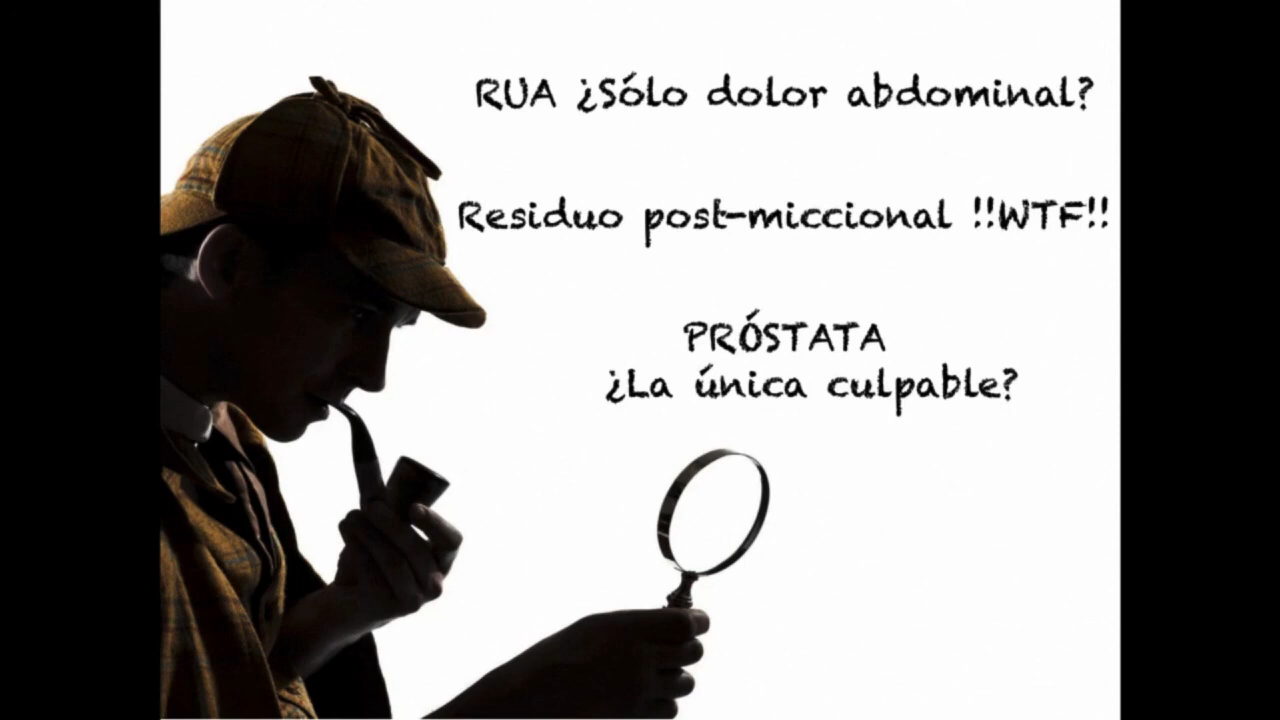 RUA ¿Sólo dolor abdominal?
Residuo post-miccional !!WTF!!
PRÓSTATA
¿La única culpable?